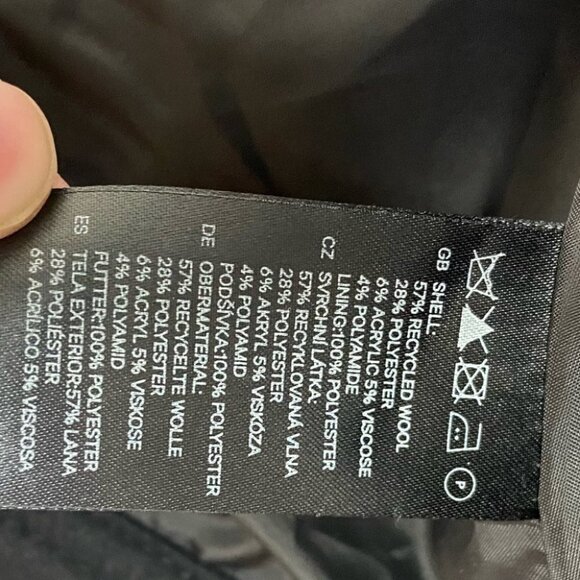 P
GB SHELL:
57% RECYCLED WOOL
28% POLYESTER
6% ACRYLIC 5% VISCOSE
4% POLYAMIDE
LINING:100% POLYESTER
CZ SVRCHNÍ LÁTKA:
57% RECYKLOVANÁ VLNA
28% POLYESTER
6% AKRYL 5% VISKÓZA
4% POLYAMID
PODŠÍVKA:100% POLYESTER
DE OBERMATERIAL:
57% RECYCELTE WOLLE
28% POLYESTER
6% ACRYL 5% VISKOSE
4% POLYAMID
FUTTER:100% POLYESTER
ES TELA EXTERIOR:57% LANA
28% POLIÉSTER
6% ACRÍLICO 5% VISCOSA